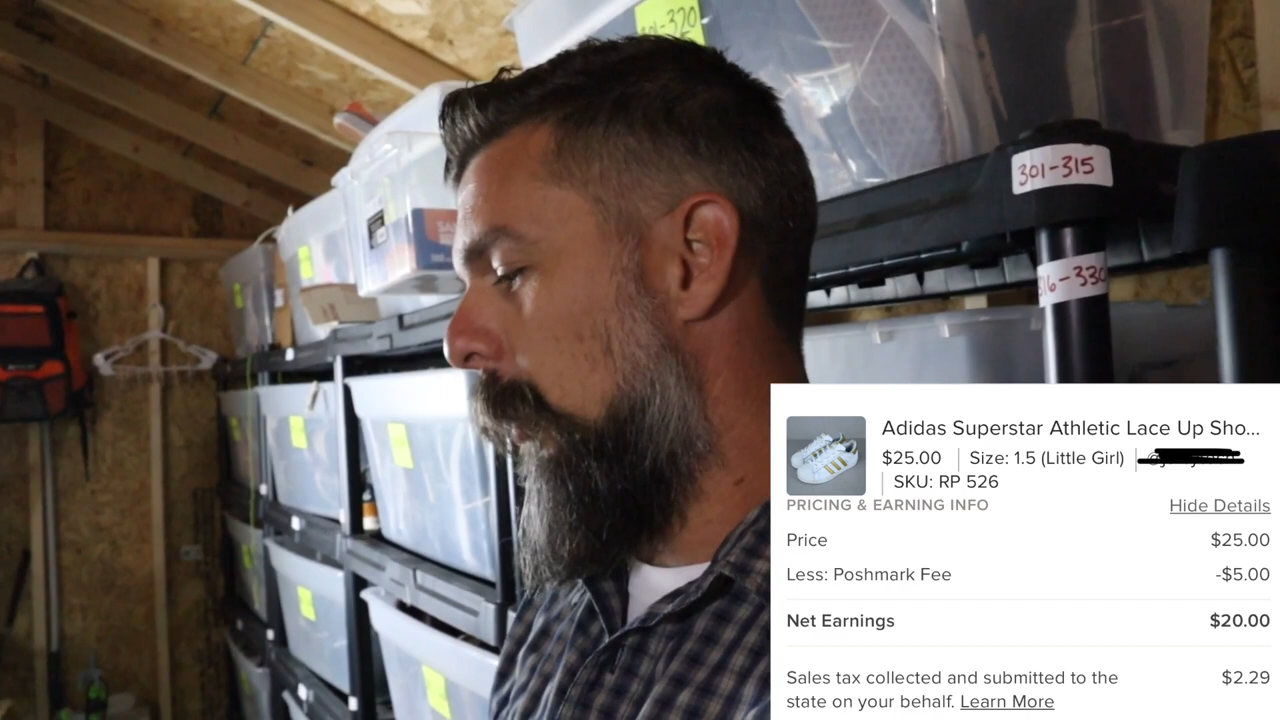 301-320
301-315
316-330
Adidas Superstar Athletic Lace Up Sho...
$25.00 Size: 1.5 (Little Girl)
SKU: RP 526
PRICING & EARNING INFO
Hide Details
Price $25.00
Less: Poshmark Fee -$5.00
Net Earnings $20.00
Sales tax collected and submitted to the $2.29
state on your behalf. Learn More